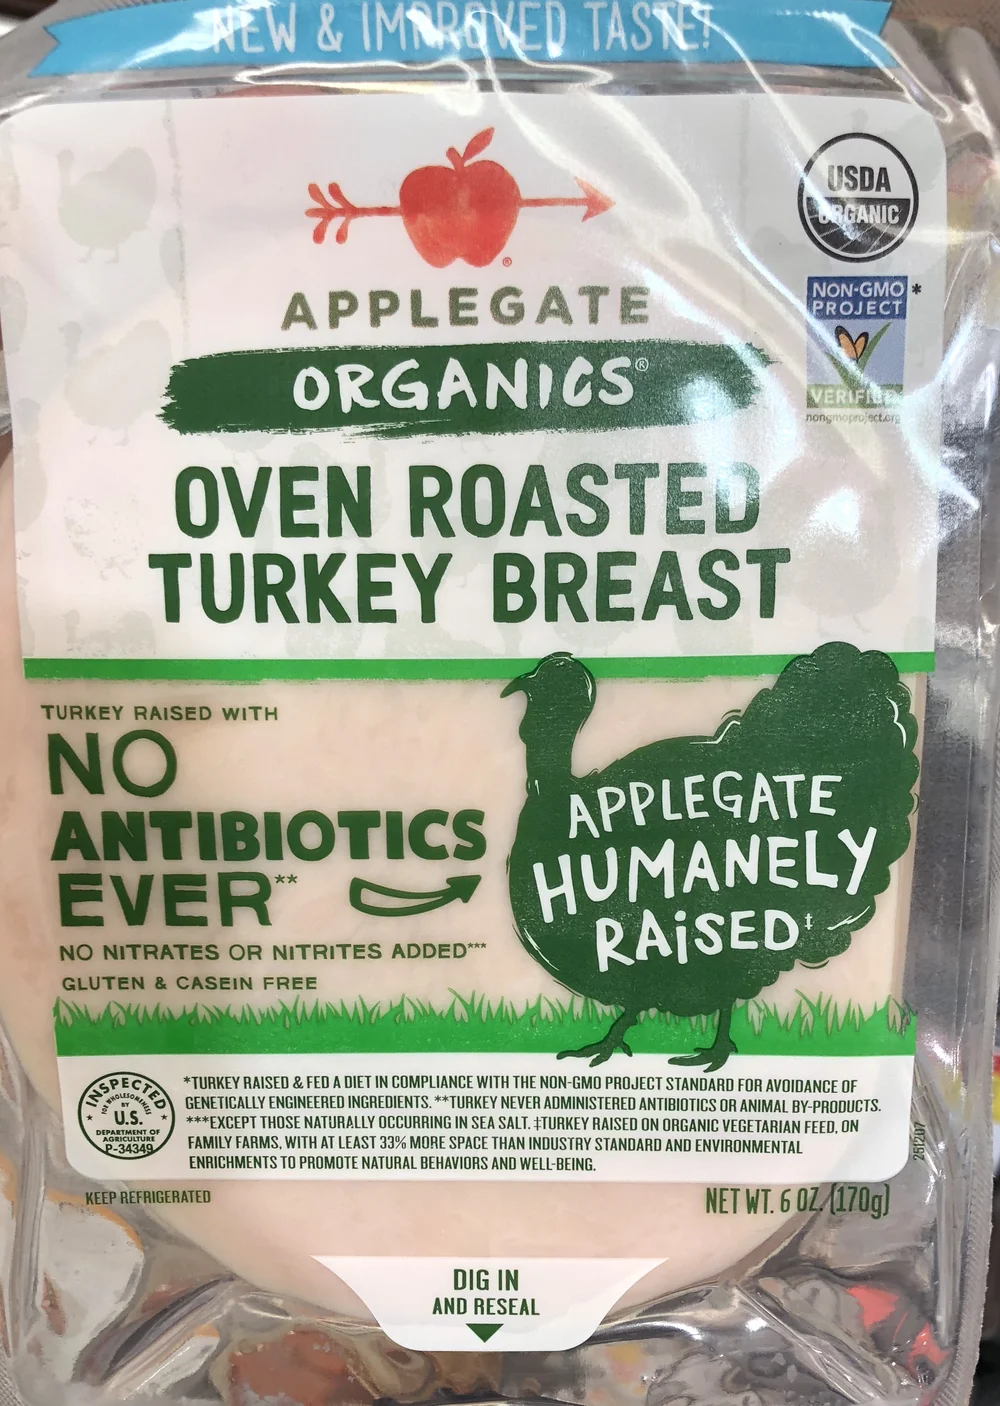 NEW & IMPROVED TASTE!
APPLEGATE
ORGANICS®
USDA
ORGANIC
NON-GMO *
PROJECT
VERIFIED
nongmoproject.org
OVEN ROASTED
TURKEY BREAST
TURKEY RAISED WITH
NO
ANTIBIOTICS
EVER**
NO NITRATES OR NITRITES ADDED***
GLUTEN & CASEIN FREE
APPLEGATE
HUMANELY
RAISED‡
INSPECTED
FOR WHOLESOMENESS
BY
U.S.
DEPARTMENT OF
AGRICULTURE
P-34349
*TURKEY RAISED & FED A DIET IN COMPLIANCE WITH THE NON-GMO PROJECT STANDARD FOR AVOIDANCE OF
GENETICALLY ENGINEERED INGREDIENTS. **TURKEY NEVER ADMINISTERED ANTIBIOTICS OR ANIMAL BY-PRODUCTS.
***EXCEPT THOSE NATURALLY OCCURRING IN SEA SALT. ‡TURKEY RAISED ON ORGANIC VEGETARIAN FEED, ON
FAMILY FARMS, WITH AT LEAST 33% MORE SPACE THAN INDUSTRY STANDARD AND ENVIRONMENTAL
ENRICHMENTS TO PROMOTE NATURAL BEHAVIORS AND WELL-BEING.
251207
KEEP REFRIGERATED
NET WT. 6 OZ. (170g)
DIG IN
AND RESEAL